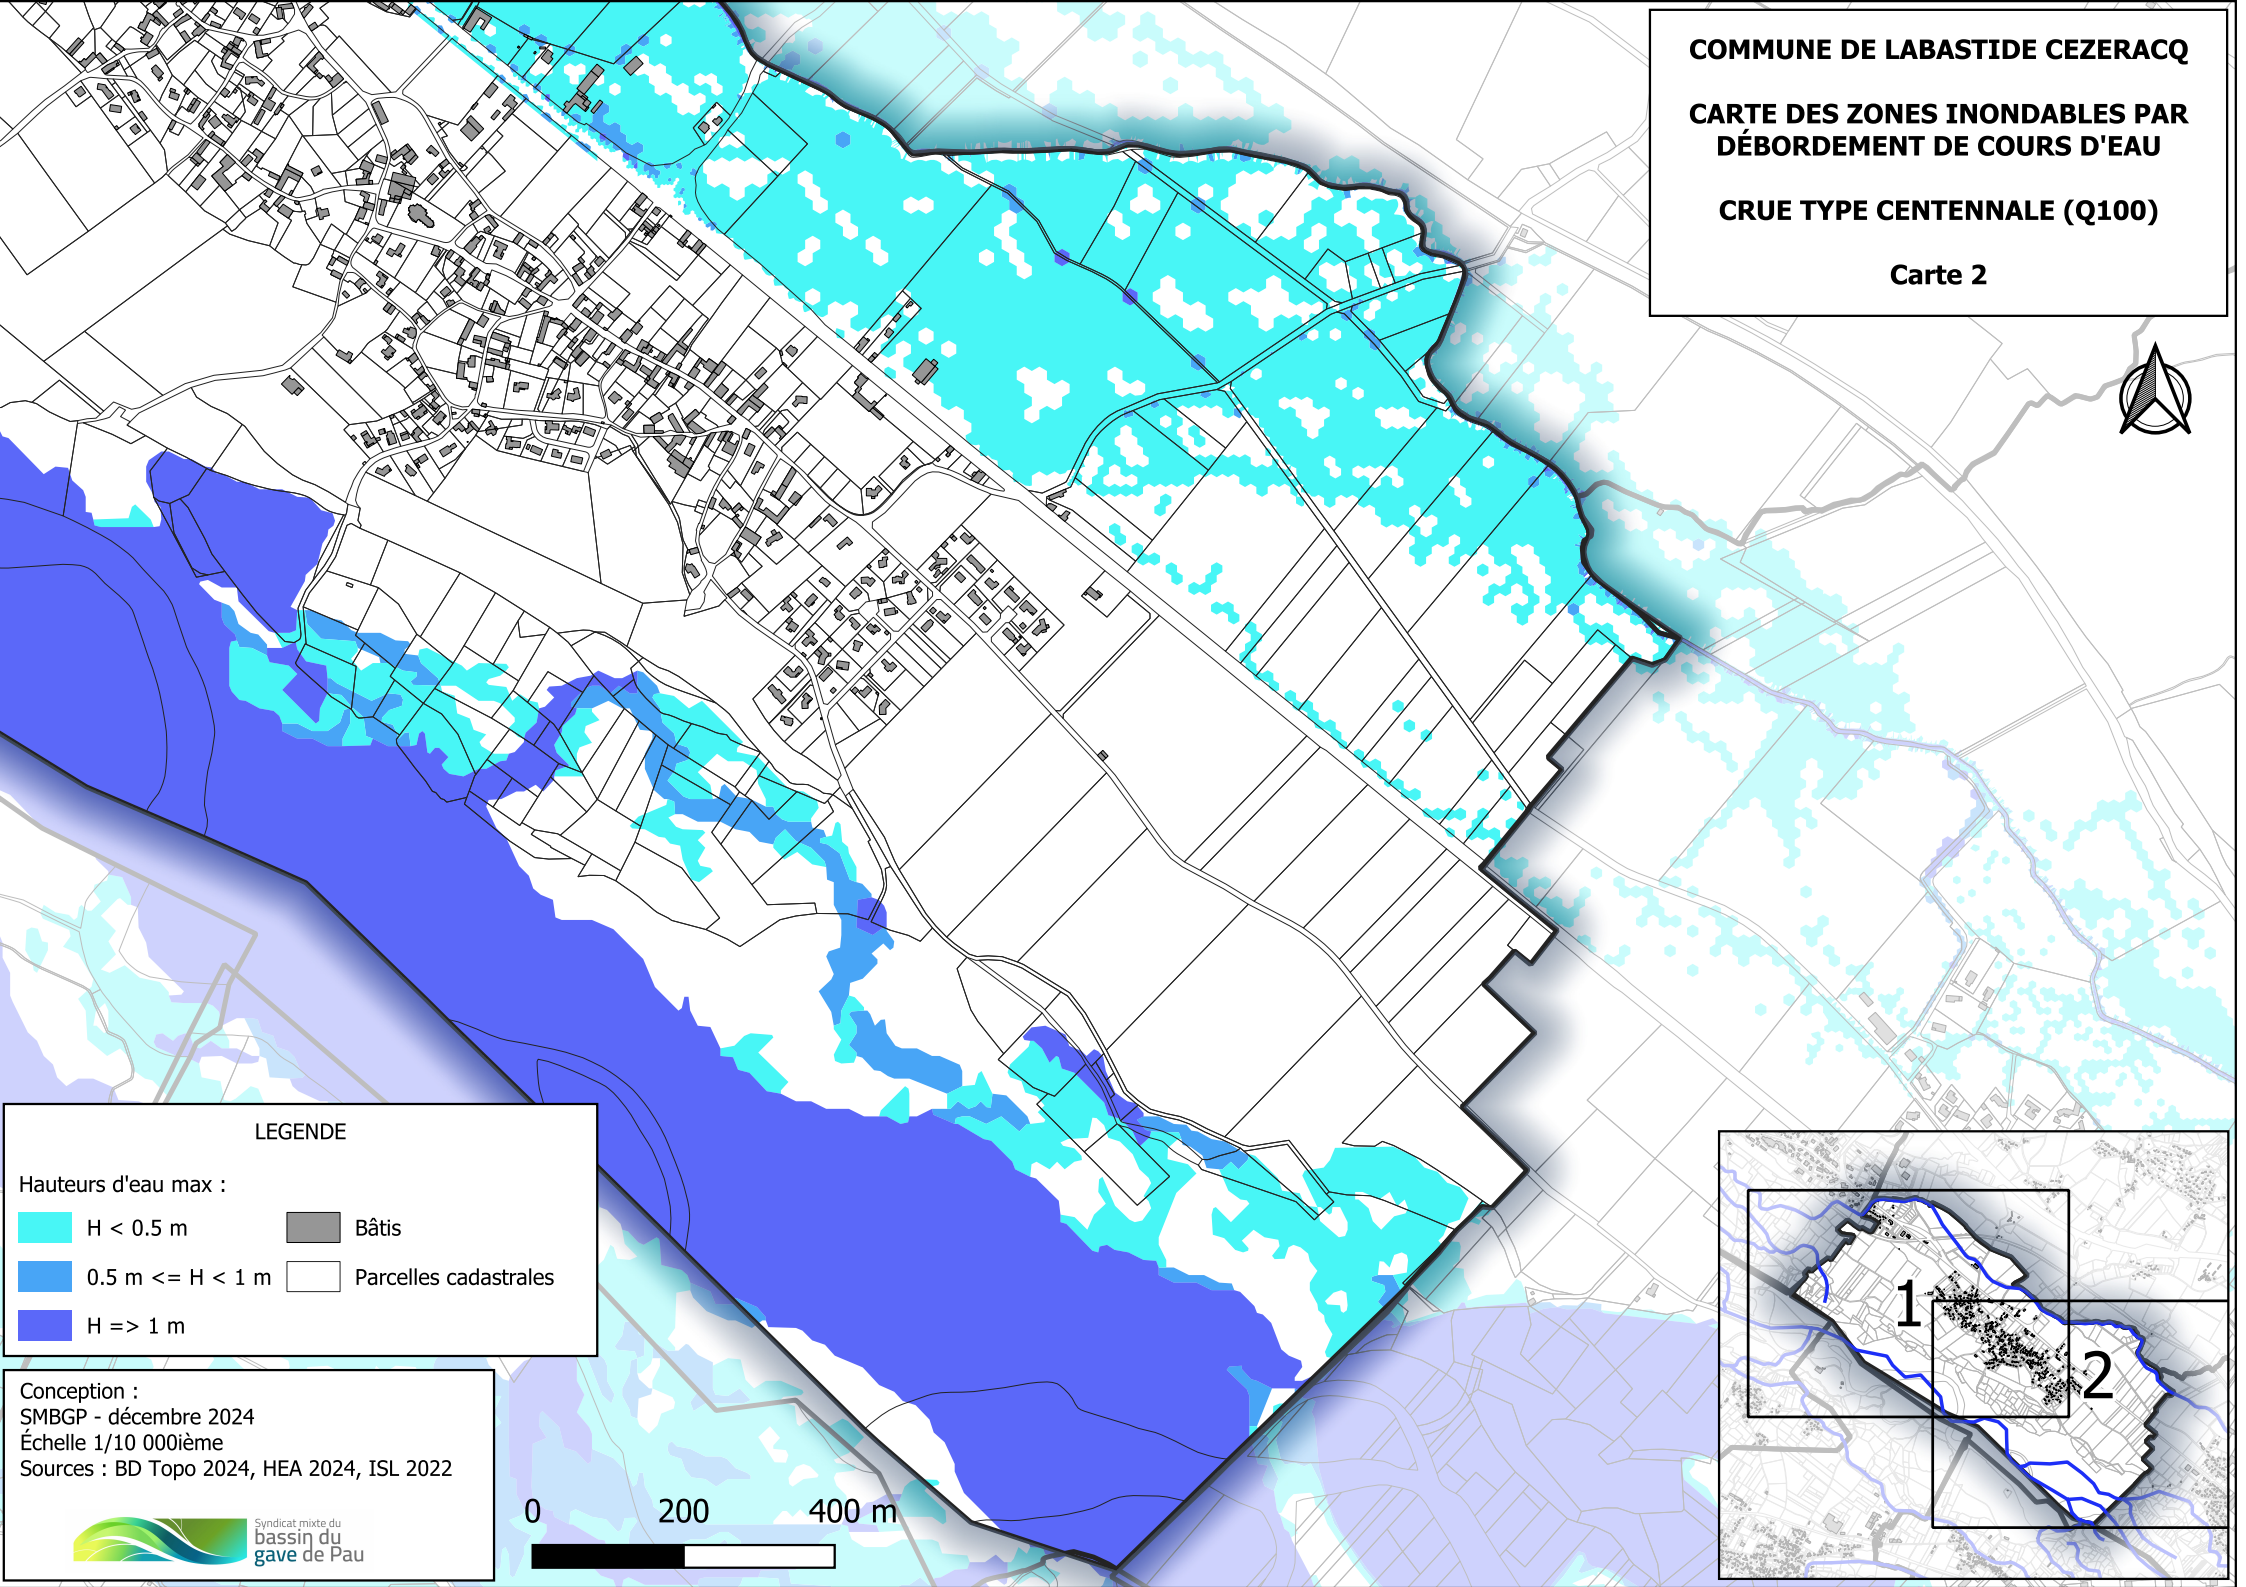 COMMUNE DE LABASTIDE CEZERACQ
CARTE DES ZONES INONDABLES PAR
DÉBORDEMENT DE COURS D'EAU
CRUE TYPE CENTENNALE (Q100)
Carte 2
LEGENDE
Hauteurs d'eau max :
H < 0.5 m
0.5 m <= H < 1 m
H => 1 m
Bâtis
Parcelles cadastrales
Conception :
SMBGP - décembre 2024
Échelle 1/10 000ième
Sources : BD Topo 2024, HEA 2024, ISL 2022
Syndicat mixte du
bassin du
gave de Pau
0 200 400 m
1
2